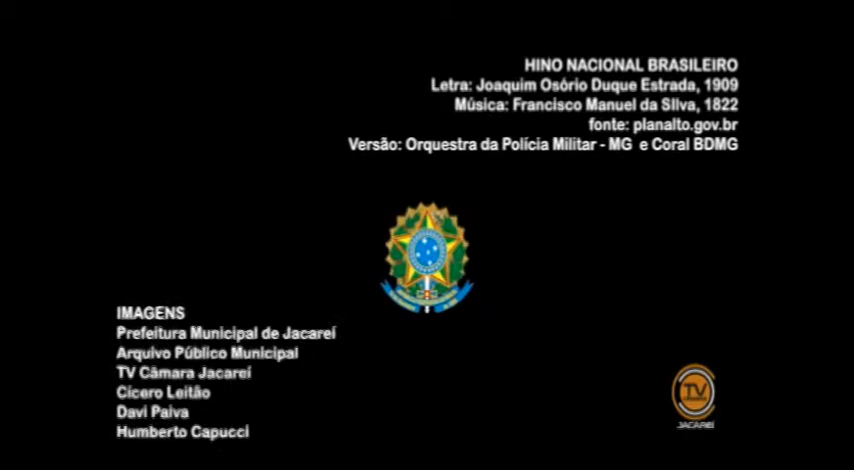 HINO NACIONAL BRASILEIRO
Letra: Joaquim Osório Duque Estrada, 1909
Música: Francisco Manuel da SIlva, 1822
fonte: planalto.gov.br
Versão: Orquestra da Polícia Militar - MG e Coral BDMG
IMAGENS
Prefeitura Municipal de Jacareí
Arquivo Público Municipal
TV Câmara Jacareí
Cícero Leitão
Davi Paiva
Humberto Capucci
TV
JACAREÍ